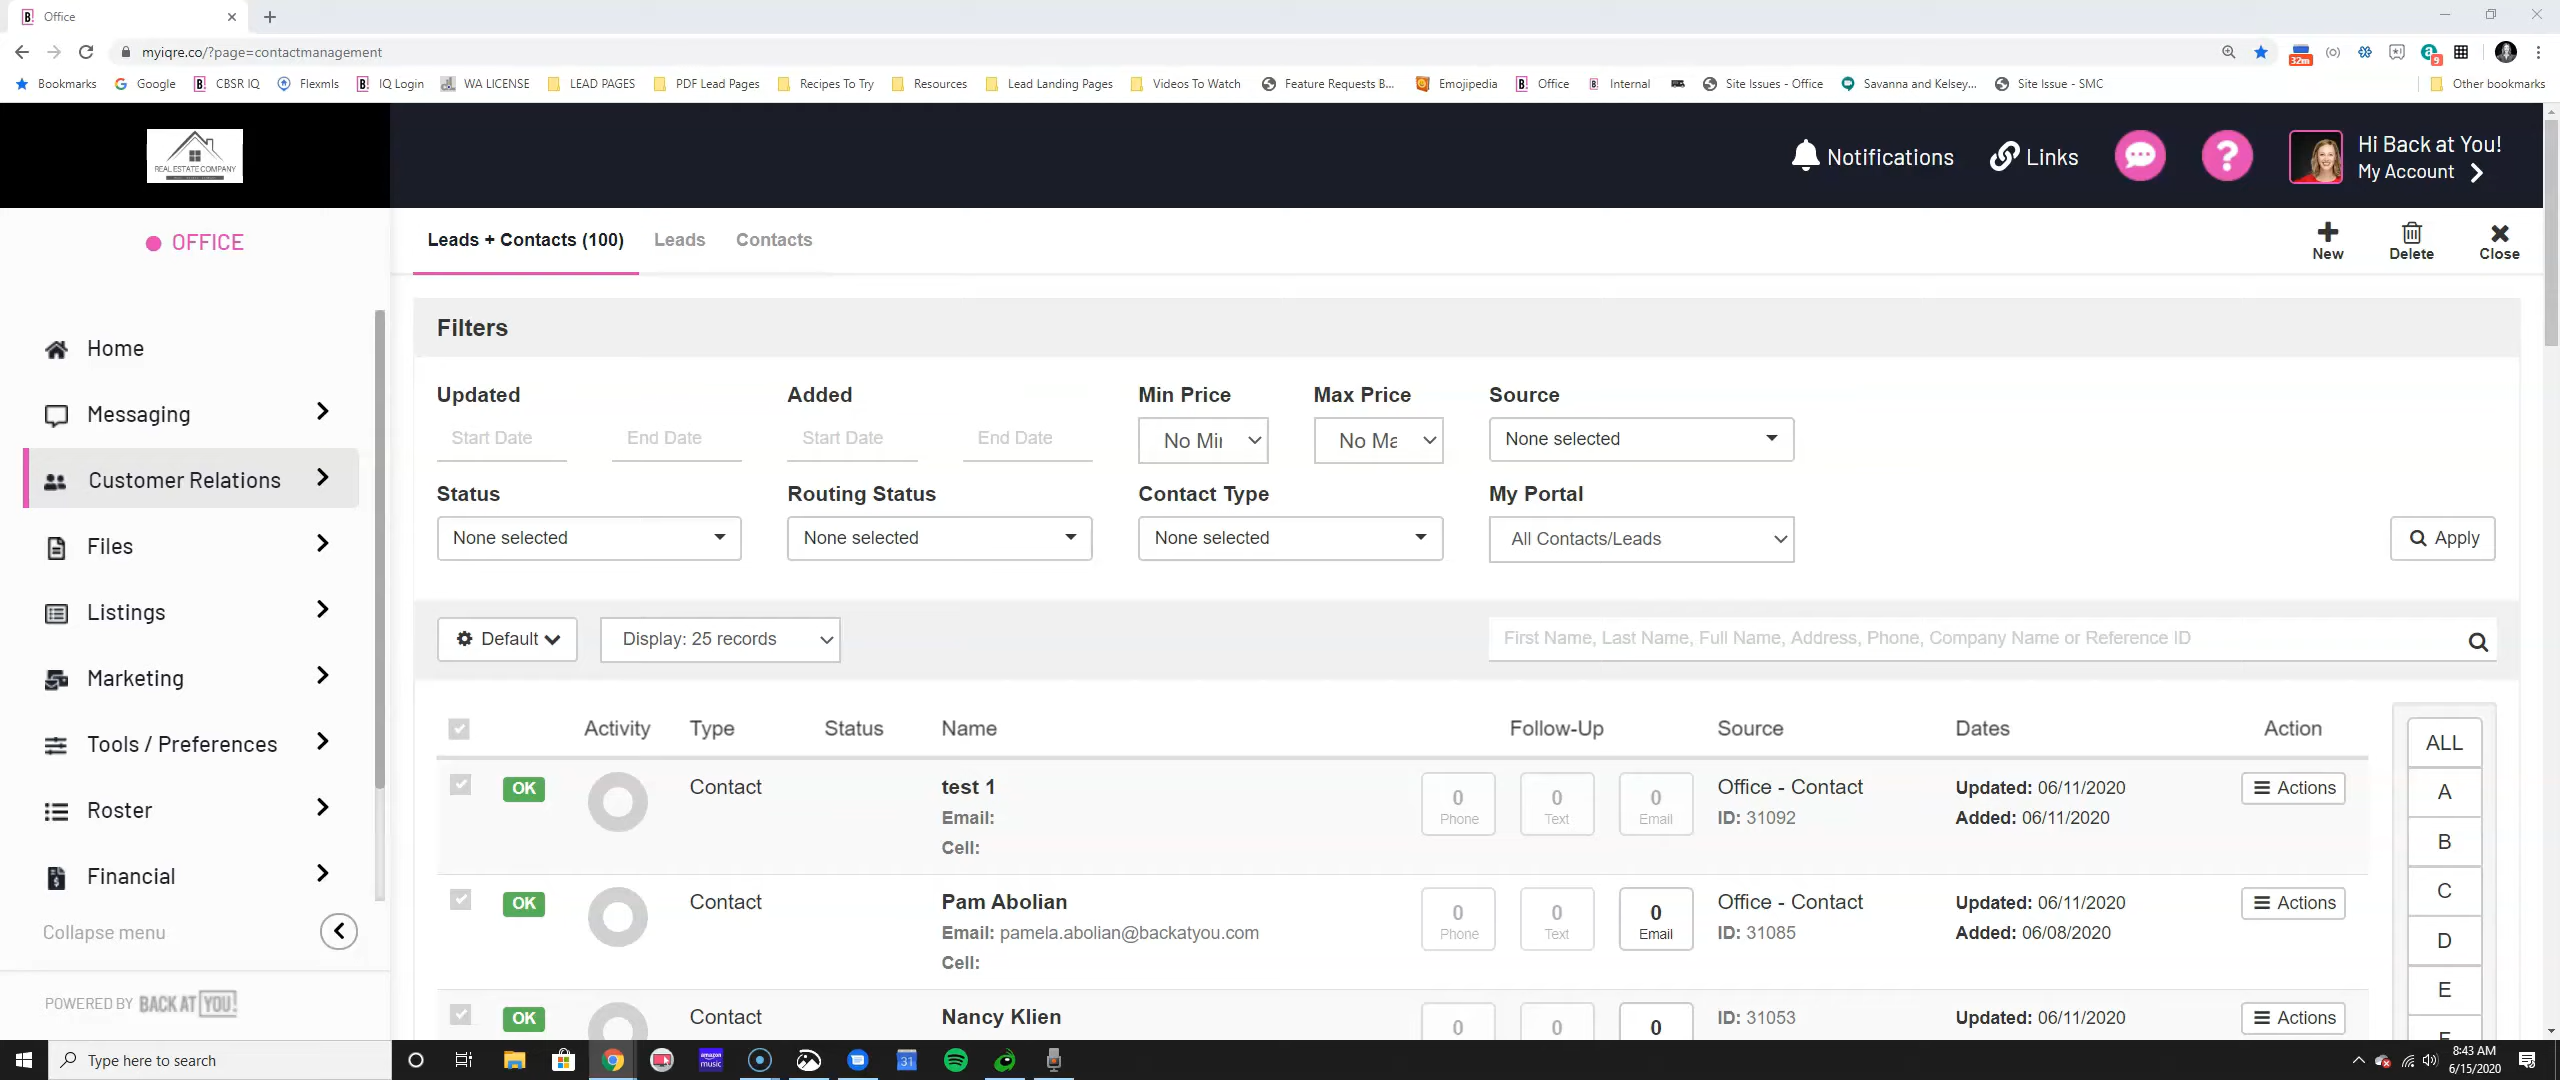 Office
myiqre.co/?page=contactmanagement
32m
9
Bookmarks Google CBSR IQ Flexmls IQ Login WA LICENSE LEAD PAGES PDF Lead Pages Recipes To Try Resources Lead Landing Pages Videos To Watch Feature Requests B... Emojipedia Office Internal Site Issues - Office Savanna and Kelsey,... Site Issue - SMC Other bookmarks
REAL ESTATE COMPANY
Notifications Links
Hi Back at You!
My Account
OFFICE
Home
Messaging
Customer Relations
Files
Listings
Marketing
Tools / Preferences
Roster
Financial
Collapse menu
POWERED BY BACK AT YOU!
Leads + Contacts (100) Leads Contacts
New Delete Close
Filters
Updated Added Min Price Max Price Source
Start Date End Date Start Date End Date No Mir No Ma None selected
Status Routing Status Contact Type My Portal
None selected None selected None selected All Contacts/Leads Apply
Default Display: 25 records First Name, Last Name, Full Name, Address, Phone, Company Name or Reference ID
Activity Type Status Name Follow-Up Source Dates Action
OK Contact test 1 0 Phone 0 Text 0 Email Office - Contact Updated: 06/11/2020 Actions
Email: ID: 31092 Added: 06/11/2020
Cell:
OK Contact Pam Abolian 0 Phone 0 Text 0 Email Office - Contact Updated: 06/11/2020 Actions
Email: pamela.abolian@backatyou.com ID: 31085 Added: 06/08/2020
Cell:
OK Contact Nancy Klien 0 0 0 ID: 31053 Updated: 06/11/2020 Actions
ALL
A
B
C
D
E
Type here to search
amazon music
31
8:43 AM
6/15/2020